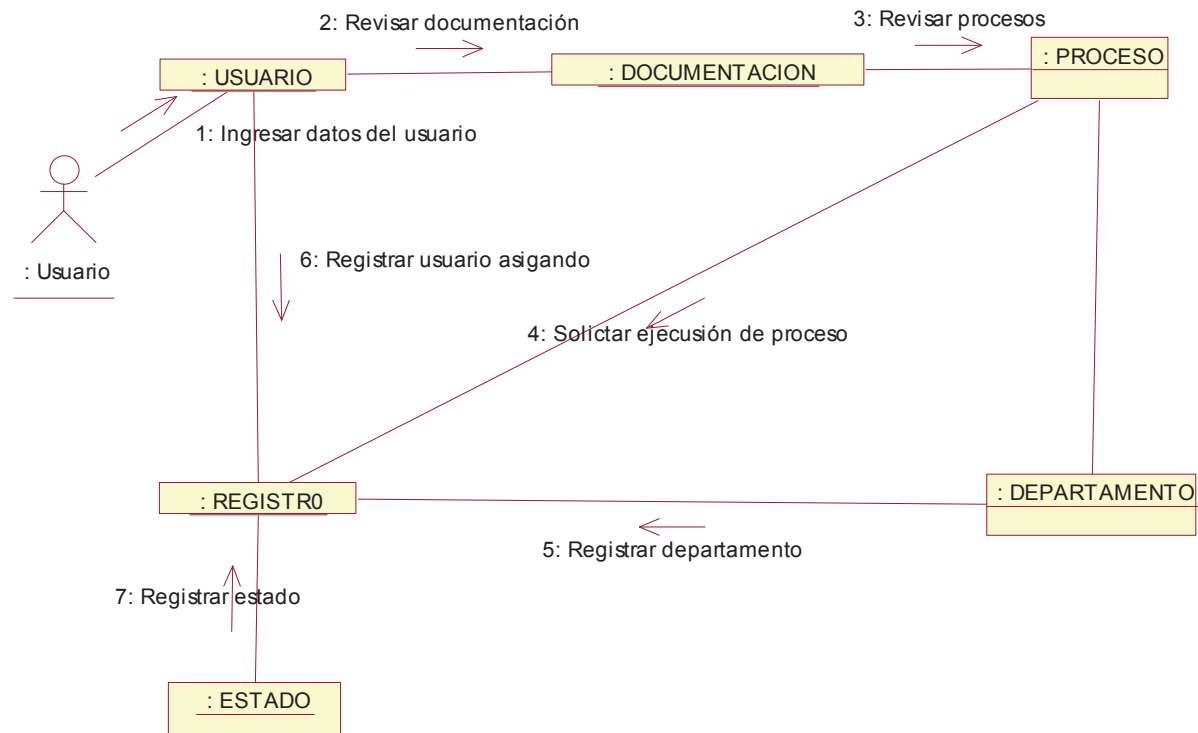 2: Revisar documentación
3: Revisar procesos
: USUARIO
: DOCUMENTACION
: PROCESO
1: Ingresar datos del usuario
: Usuario
6: Registrar usuario asigando
4: Solictar ejecusión de proceso
: REGISTR0
: DEPARTAMENTO
5: Registrar departamento
7: Registrar estado
: ESTADO